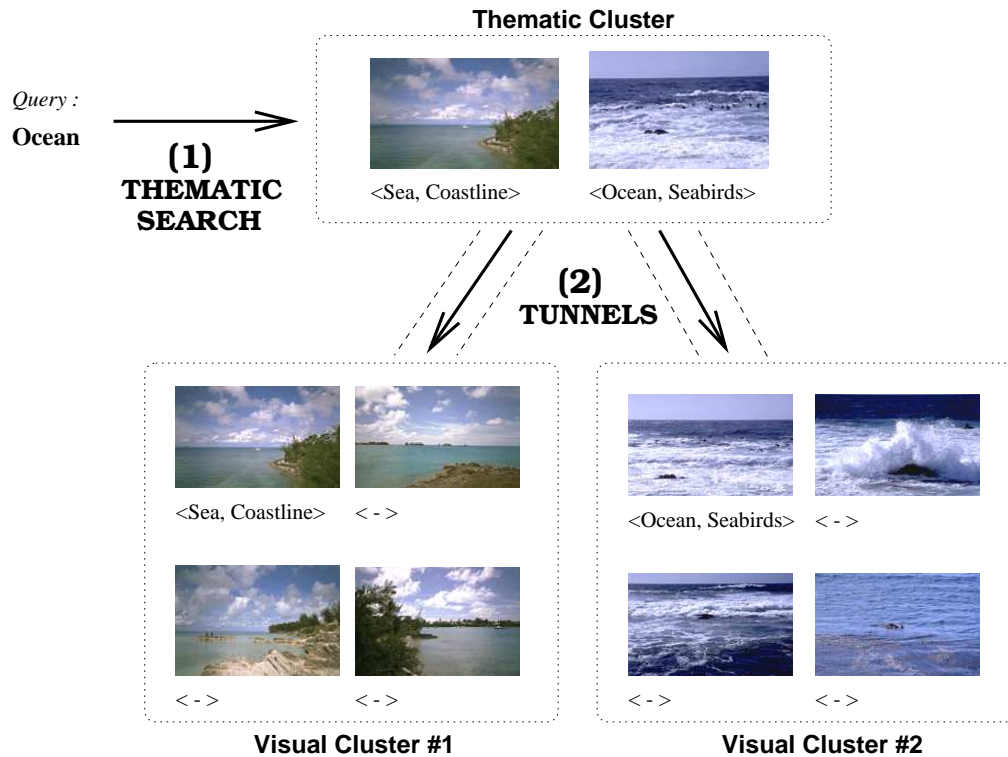 Thematic Cluster
Query :
Ocean
(1)
THEMATIC
SEARCH
<Sea, Coastline> <Ocean, Seabirds>
(2)
TUNNELS
<Sea, Coastline> < - >
< - > < - >
Visual Cluster #1
<Ocean, Seabirds> < - >
< - > < - >
Visual Cluster #2